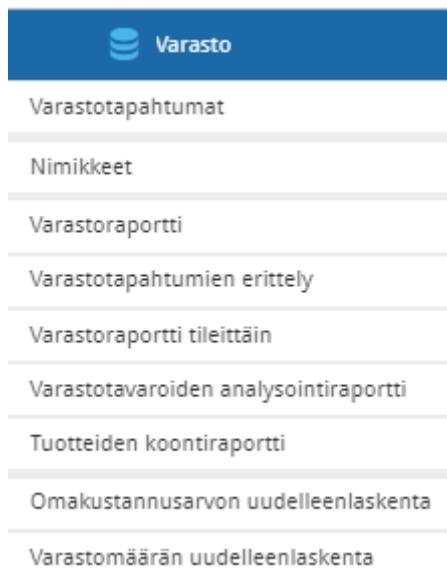 Varasto
Varastotapahtumat
Nimikkeet
Varastoraportti
Varastotapahtumien erittely
Varastoraportti tileittäin
Varastotavaroiden analysointiraportti
Tuotteiden koontiraportti
Omakustannusarvon uudelleenlaskenta
Varastomäärän uudelleenlaskenta